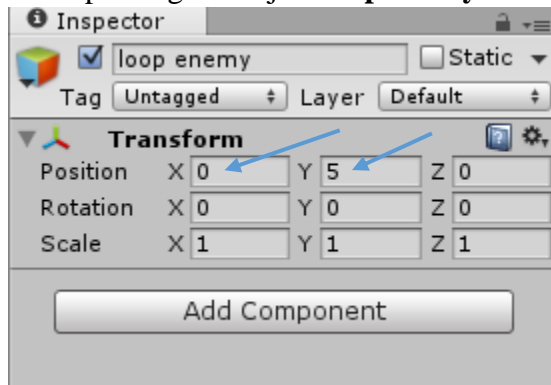 Inspector
loop enemy Static
Tag Untagged Layer Default
Transform
Position X 0 Y 5 Z 0
Rotation X 0 Y 0 Z 0
Scale X 1 Y 1 Z 1
Add Component